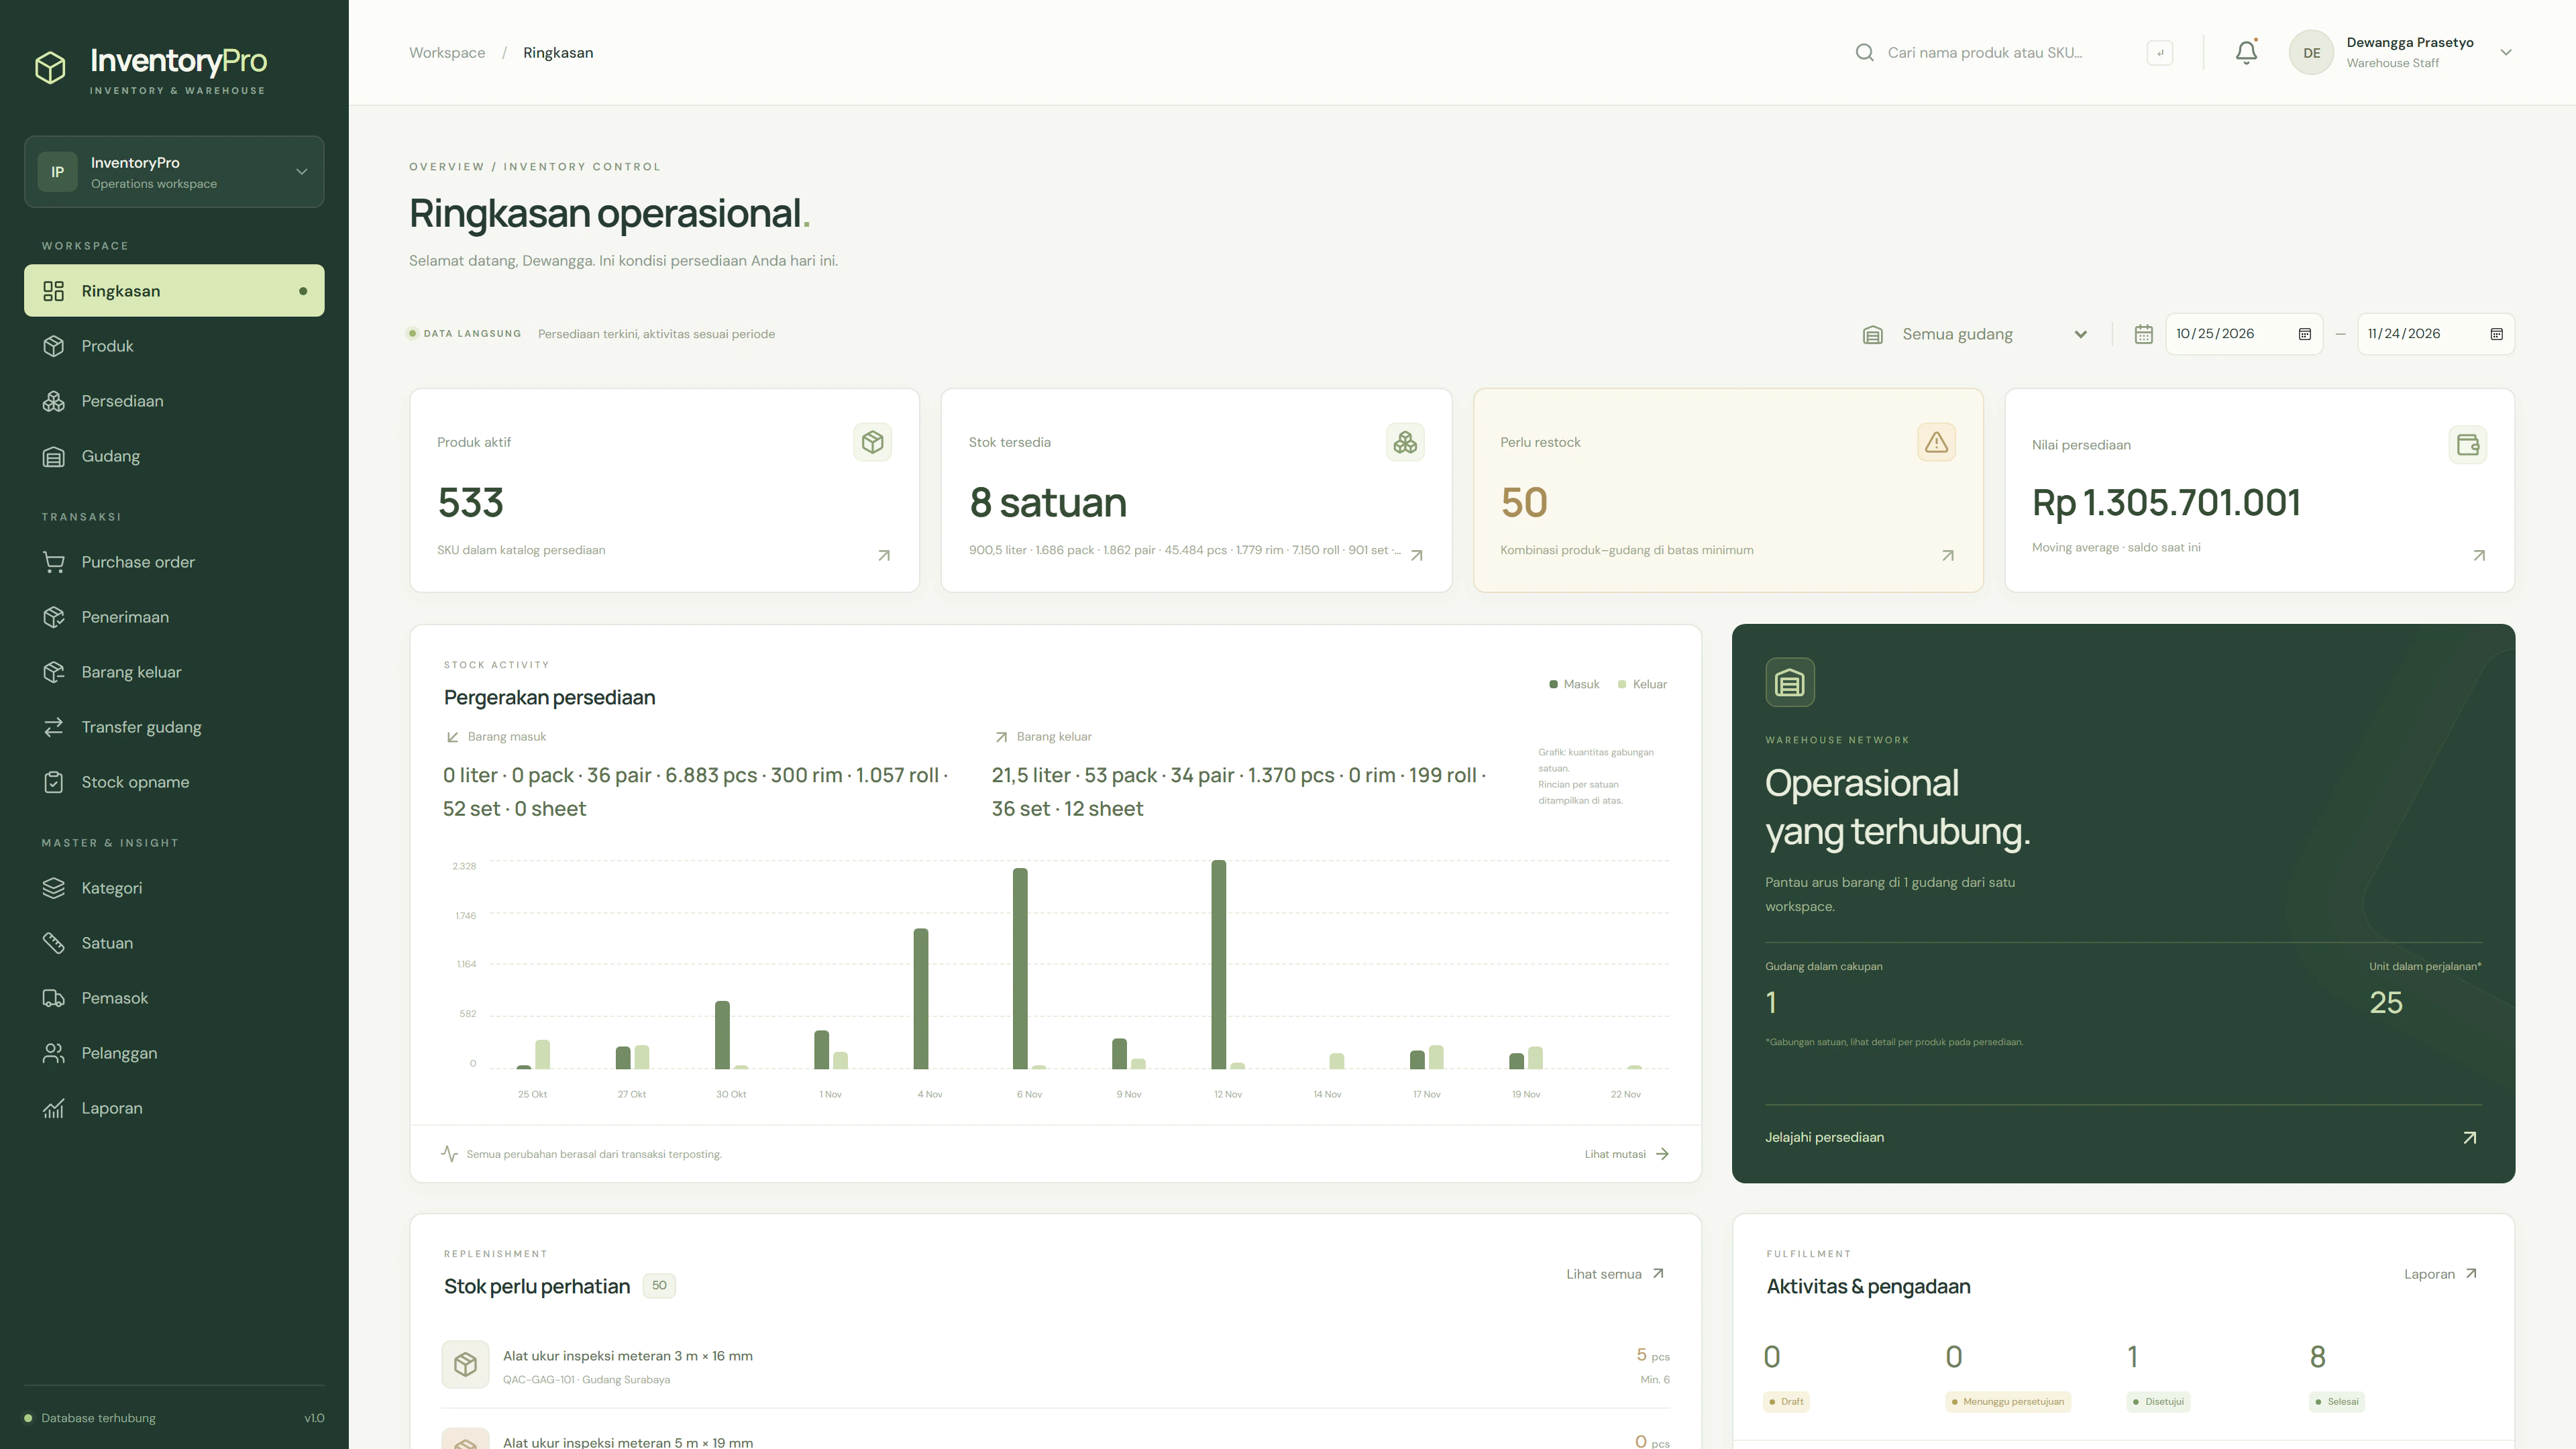 InventoryPro
INVENTORY & WAREHOUSE
IP
InventoryPro
Operations workspace
WORKSPACE
Ringkasan
Produk
Persediaan
Gudang
TRANSAKSI
Purchase order
Penerimaan
Barang keluar
Transfer gudang
Stock opname
MASTER & INSIGHT
Kategori
Satuan
Pemasok
Pelanggan
Laporan
Database terhubung
v1.0
Workspace / Ringkasan
Cari nama produk atau SKU...
DE
Dewangga Prasetyo
Warehouse Staff
OVERVIEW / INVENTORY CONTROL
Ringkasan operasional.
Selamat datang, Dewangga. Ini kondisi persediaan Anda hari ini.
DATA LANGSUNG
Persediaan terkini, aktivitas sesuai periode
Semua gudang
10/25/2026
–
11/24/2026
Produk aktif
533
SKU dalam katalog persediaan
Stok tersedia
8 satuan
900,5 liter · 1.686 pack · 1.862 pair · 45.484 pcs · 1.779 rim · 7.150 roll · 901 set ·...
Perlu restock
50
Kombinasi produk–gudang di batas minimum
Nilai persediaan
Rp 1.305.701.001
Moving average · saldo saat ini
STOCK ACTIVITY
Pergerakan persediaan
Masuk
Keluar
Barang masuk
0 liter · 0 pack · 36 pair · 6.883 pcs · 300 rim · 1.057 roll ·
52 set · 0 sheet
Barang keluar
21,5 liter · 53 pack · 34 pair · 1.370 pcs · 0 rim · 199 roll ·
36 set · 12 sheet
Grafik: kuantitas gabungan
satuan.
Rincian per satuan
ditampilkan di atas.
2.328
1.746
1.164
582
0
25 Okt
27 Okt
30 Okt
1 Nov
4 Nov
6 Nov
9 Nov
12 Nov
14 Nov
17 Nov
19 Nov
22 Nov
Semua perubahan berasal dari transaksi terposting.
Lihat mutasi
WAREHOUSE NETWORK
Operasional
yang terhubung.
Pantau arus barang di 1 gudang dari satu
workspace.
Gudang dalam cakupan
1
Unit dalam perjalanan*
25
*Gabungan satuan, lihat detail per produk pada persediaan.
Jelajahi persediaan
REPLENISHMENT
Stok perlu perhatian
50
Lihat semua
Alat ukur inspeksi meteran 3 m × 16 mm
QAC-GAG-101 · Gudang Surabaya
5 pcs
Min. 6
Alat ukur inspeksi meteran 5 m × 19 mm
0 pcs
FULFILLMENT
Aktivitas & pengadaan
Laporan
0
Draft
0
Menunggu persetujuan
1
Disetujui
8
Selesai